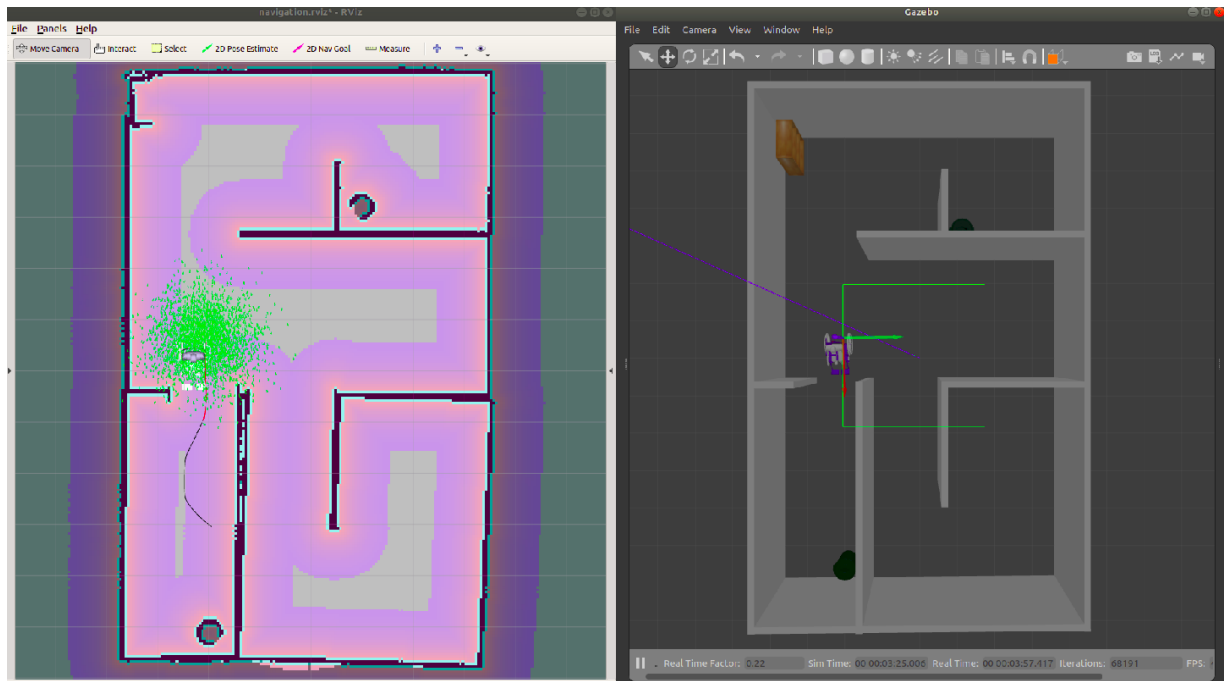 navigation.rviz* - RViz
File Panels Help
Move Camera Interact Select 2D Pose Estimate 2D Nav Goal Measure
Gazebo
File Edit Camera View Window Help
Real Time Factor: 0.22 Sim Time: 00 00:03:25.006 Real Time: 00 00:03:57.417 Iterations: 68191 FPS: